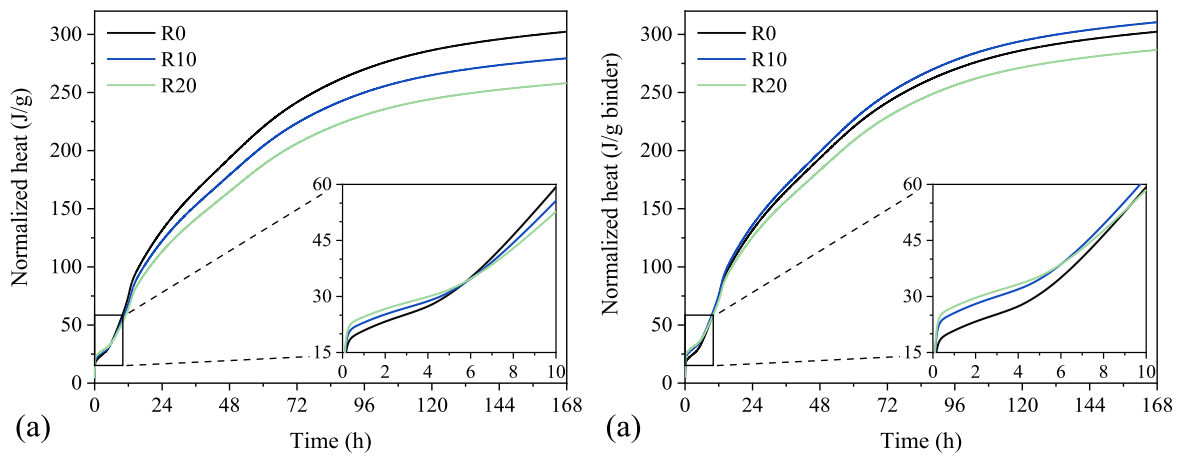 R0
R10
R20
300
250
200
150
100
50
0
Normalized heat (J/g)
60
45
30
15
0 2 4 6 8 10
0 24 48 72 96 120 144 168
Time (h)
(a)
R0
R10
R20
300
250
200
150
100
50
0
Normalized heat (J/g binder)
60
45
30
15
0 2 4 6 8 10
0 24 48 72 96 120 144 168
Time (h)
(a)